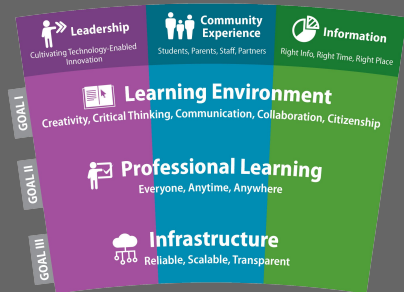 Leadership
Cultivating Technology-Enabled
Innovation
Community
Experience
Students, Parents, Staff, Partners
Information
Right Info, Right Time, Right Place
GOAL I
Learning Environment
Creativity, Critical Thinking, Communication, Collaboration, Citizenship
GOAL II
Professional Learning
Everyone, Anytime, Anywhere
GOAL III
Infrastructure
Reliable, Scalable, Transparent